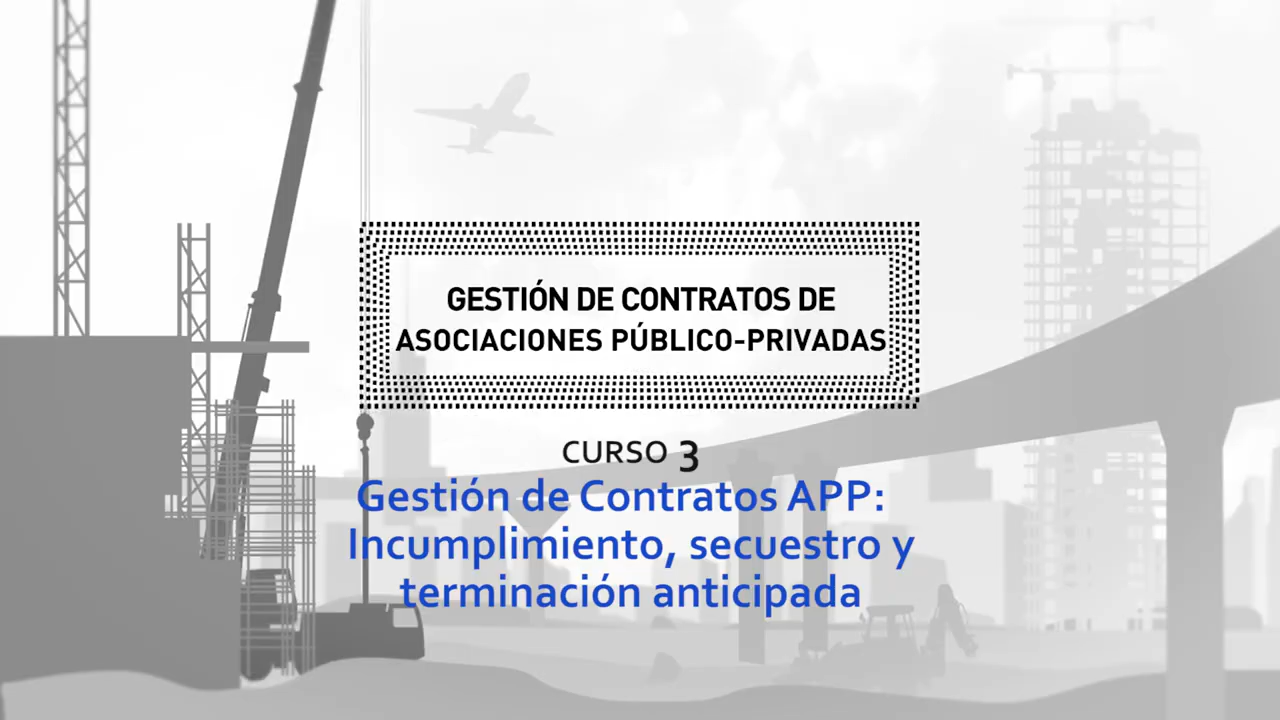 GESTIÓN DE CONTRATOS DE
ASOCIACIONES PÚBLICO-PRIVADAS
CURSO 3
Gestión de Contratos APP:
Incumplimiento, secuestro y
terminación anticipada